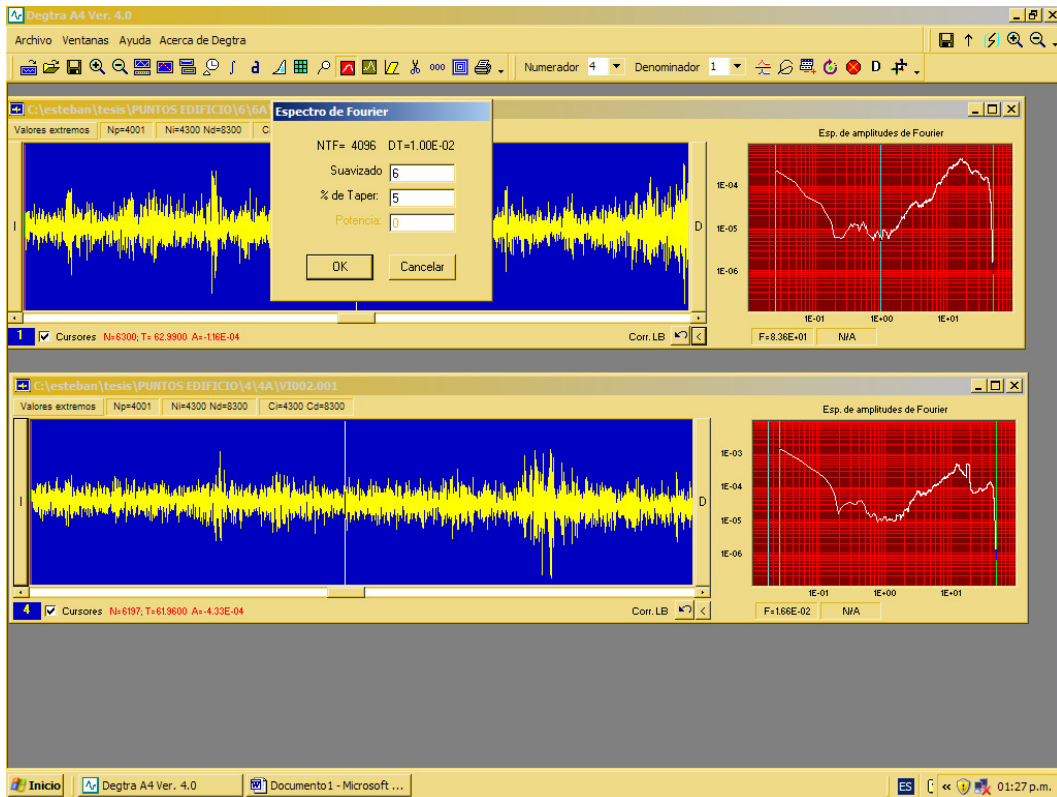 Degtra A4 Ver. 4.0
Archivo Ventanas Ayuda Acerca de Degtra
Numerador 4 Denominador 1 D
C:\esteban\tesis\PUNTOS EDIFICIO\6\6A
Valores extremos Np=4001 Ni=4300 Nd=8300
Espectro de Fourier
NTF= 4096 DT=1.00E-02
Suavizado 6
% de Taper: 5
Potencia: 0
OK Cancelar
I
D
Esp. de amplitudes de Fourier
1E-04
1E-05
1E-06
1E-01 1E+00 1E+01
1 Cursores N=6300; T= 62.9900 A=-1.16E-04
Corr. LB <
F=8.36E+01 N/A
C:\esteban\tesis\PUNTOS EDIFICIO\4\4A\VI002.001
Valores extremos Np=4001 Ni=4300 Nd=8300 Ci=4300 Cd=8300
I
D
Esp. de amplitudes de Fourier
1E-03
1E-04
1E-05
1E-06
1E-01 1E+00 1E+01
4 Cursores N=6197; T=61.9600 A=-4.33E-04
Corr. LB <
F=1.66E-02 N/A
Inicio Degtra A4 Ver. 4.0 Documento1 - Microsoft ... ES « 01:27 p.m.